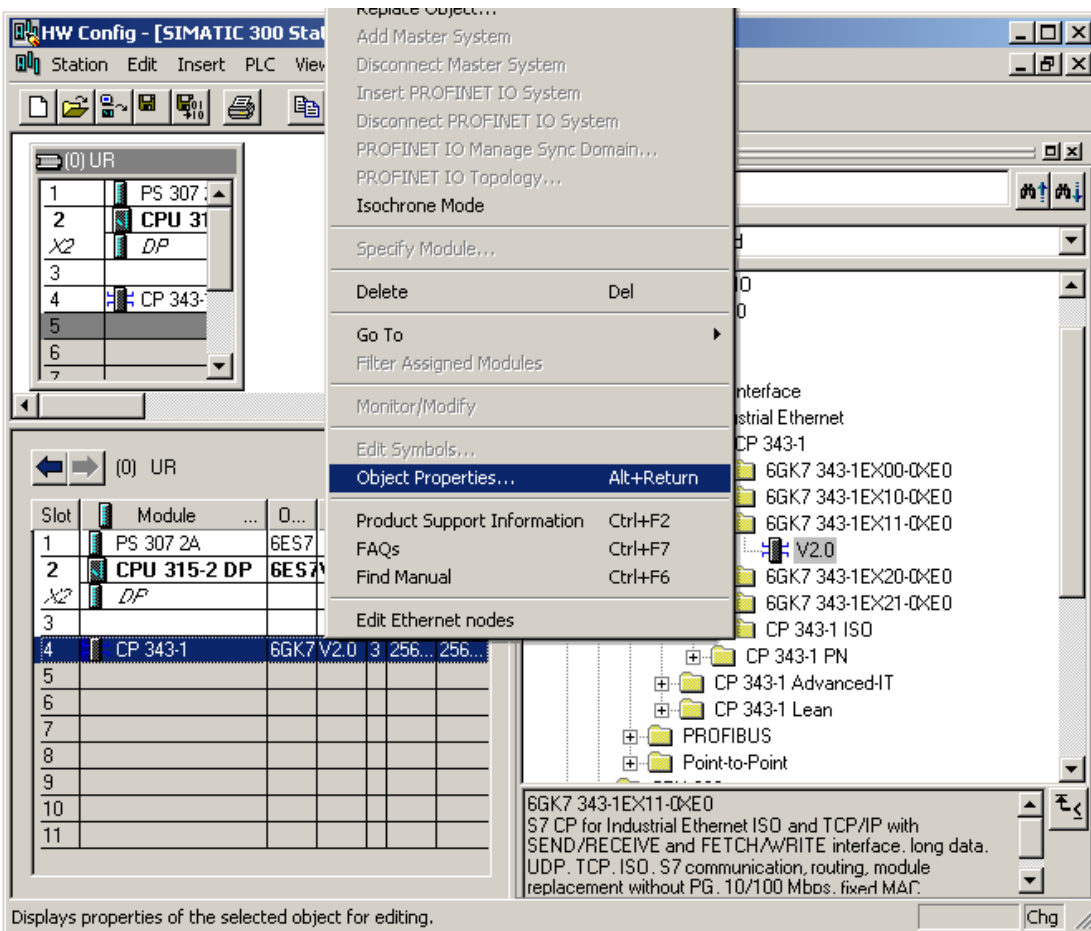 HW Config - [SIMATIC 300 Stat
Station Edit Insert PLC View
Replace Object...
Add Master System
Disconnect Master System
Insert PROFINET IO System
Disconnect PROFINET IO System
PROFINET IO Manage Sync Domain...
PROFINET IO Topology...
Isochrone Mode
Specify Module...
Delete Del
Go To
Filter Assigned Modules
Monitor/Modify
Edit Symbols...
Object Properties... Alt+Return
Product Support Information Ctrl+F2
FAQs Ctrl+F7
Find Manual Ctrl+F6
Edit Ethernet nodes
(0) UR
1 PS 307 2
2 CPU 31
X2 DP
3
4 CP 343-
5
6
7
(0) UR
Slot Module ... O...
1 PS 307 2A 6ES7
2 CPU 315-2 DP 6ES7
X2 DP
3
4 CP 343-1 6GK7 V2.0 3 256... 256...
5
6
7
8
9
10
11
nterface
strial Ethernet
CP 343-1
6GK7 343-1EX00-0XE0
6GK7 343-1EX10-0XE0
6GK7 343-1EX11-0XE0
V2.0
6GK7 343-1EX20-0XE0
6GK7 343-1EX21-0XE0
CP 343-1 ISO
CP 343-1 PN
CP 343-1 Advanced-IT
CP 343-1 Lean
PROFIBUS
Point-to-Point
6GK7 343-1EX11-0XE0
S7 CP for Industrial Ethernet ISO and TCP/IP with
SEND/RECEIVE and FETCH/WRITE interface, long data,
UDP, TCP, ISO, S7 communication, routing, module
replacement without PG, 10/100 Mbps, fixed MAC
Displays properties of the selected object for editing.
Chg